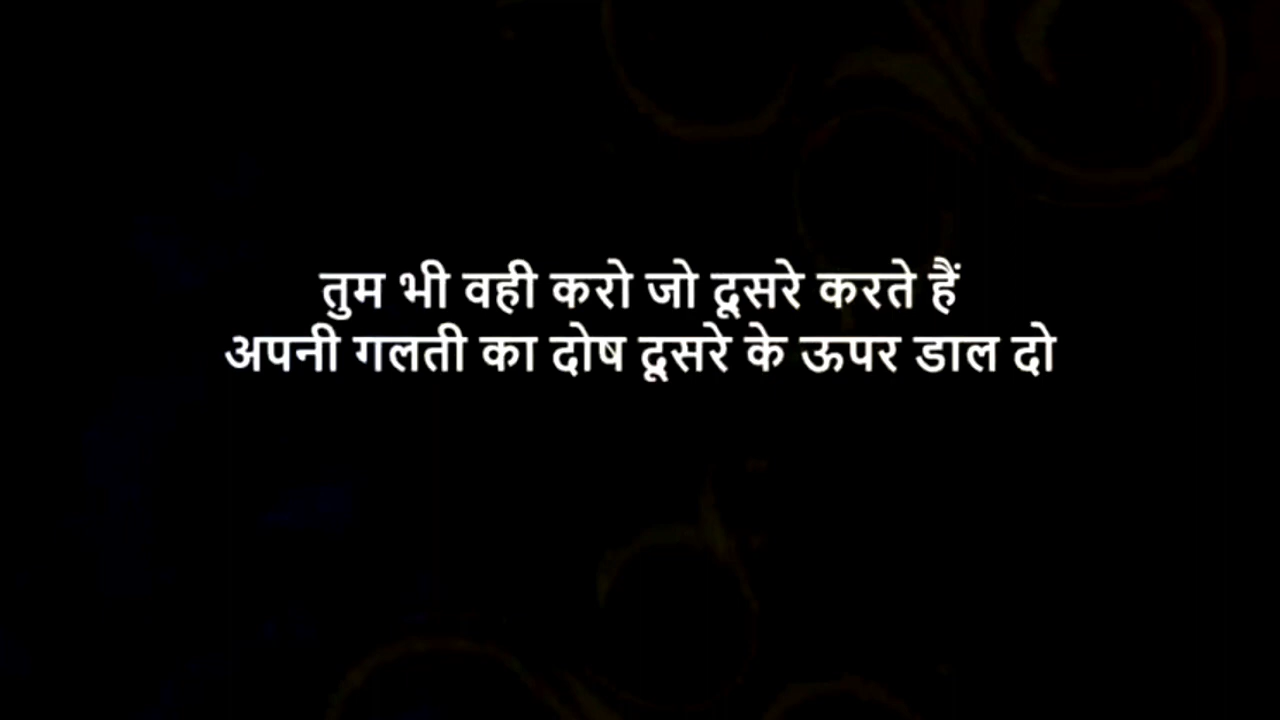 तुम भी वही करो जो दूसरे करते हैं
अपनी गलती का दोष दूसरे के ऊपर डाल दो